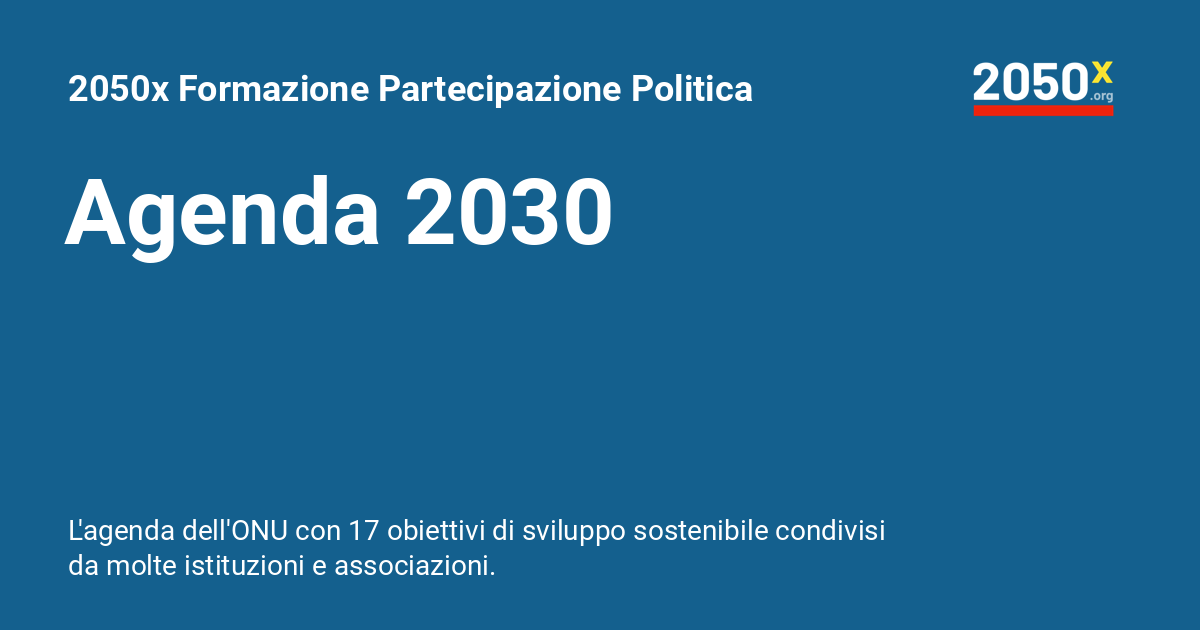 2050x Formazione Partecipazione Politica
2050x
.org
Agenda 2030
L'agenda dell'ONU con 17 obiettivi di sviluppo sostenibile condivisi
da molte istituzioni e associazioni.